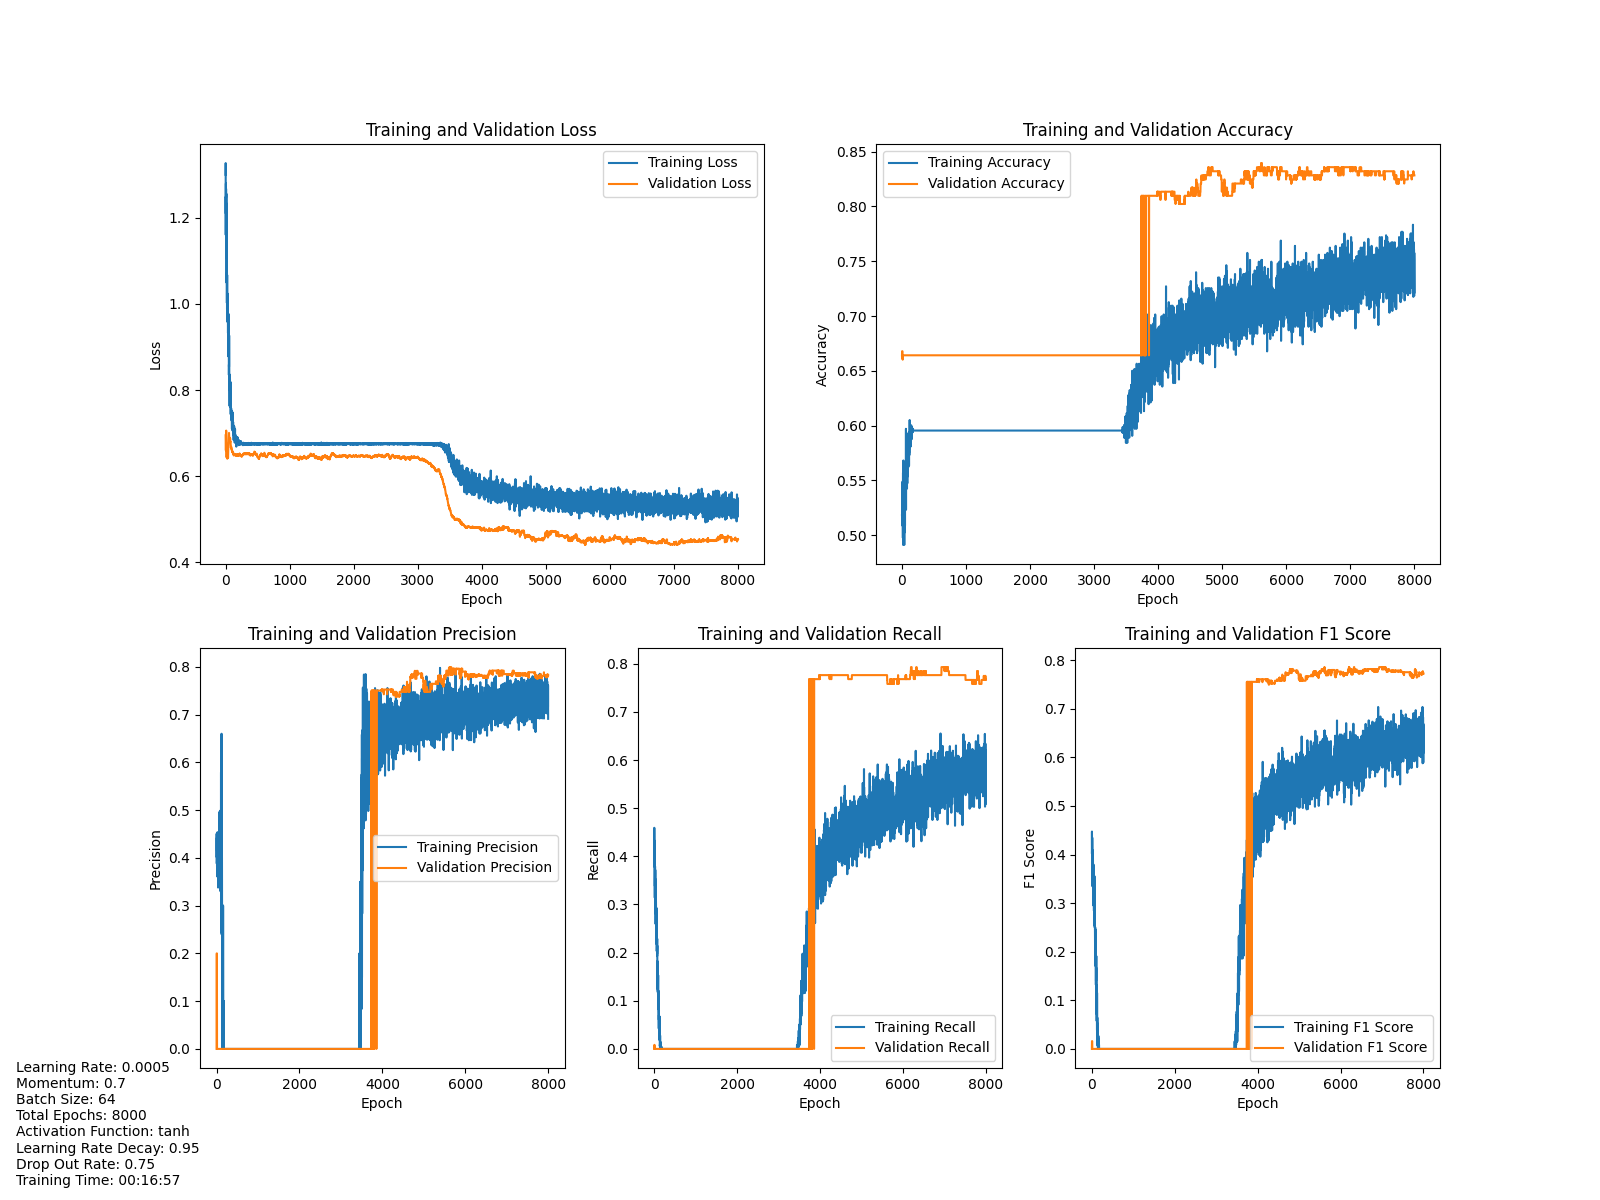 Training and Validation Loss
Training Loss
Validation Loss
Loss
1.2
1.0
0.8
0.6
0.4
0 1000 2000 3000 4000 5000 6000 7000 8000
Epoch
Training and Validation Accuracy
Training Accuracy
Validation Accuracy
Accuracy
0.85
0.80
0.75
0.70
0.65
0.60
0.55
0.50
0 1000 2000 3000 4000 5000 6000 7000 8000
Epoch
Training and Validation Precision
Precision
0.8
0.7
0.6
0.5
0.4
0.3
0.2
0.1
0.0
Training Precision
Validation Precision
0 2000 4000 6000 8000
Epoch
Training and Validation Recall
Recall
0.8
0.7
0.6
0.5
0.4
0.3
0.2
0.1
0.0
Training Recall
Validation Recall
0 2000 4000 6000 8000
Epoch
Training and Validation F1 Score
F1 Score
0.8
0.7
0.6
0.5
0.4
0.3
0.2
0.1
0.0
Training F1 Score
Validation F1 Score
0 2000 4000 6000 8000
Epoch
Learning Rate: 0.0005
Momentum: 0.7
Batch Size: 64
Total Epochs: 8000
Activation Function: tanh
Learning Rate Decay: 0.95
Drop Out Rate: 0.75
Training Time: 00:16:57